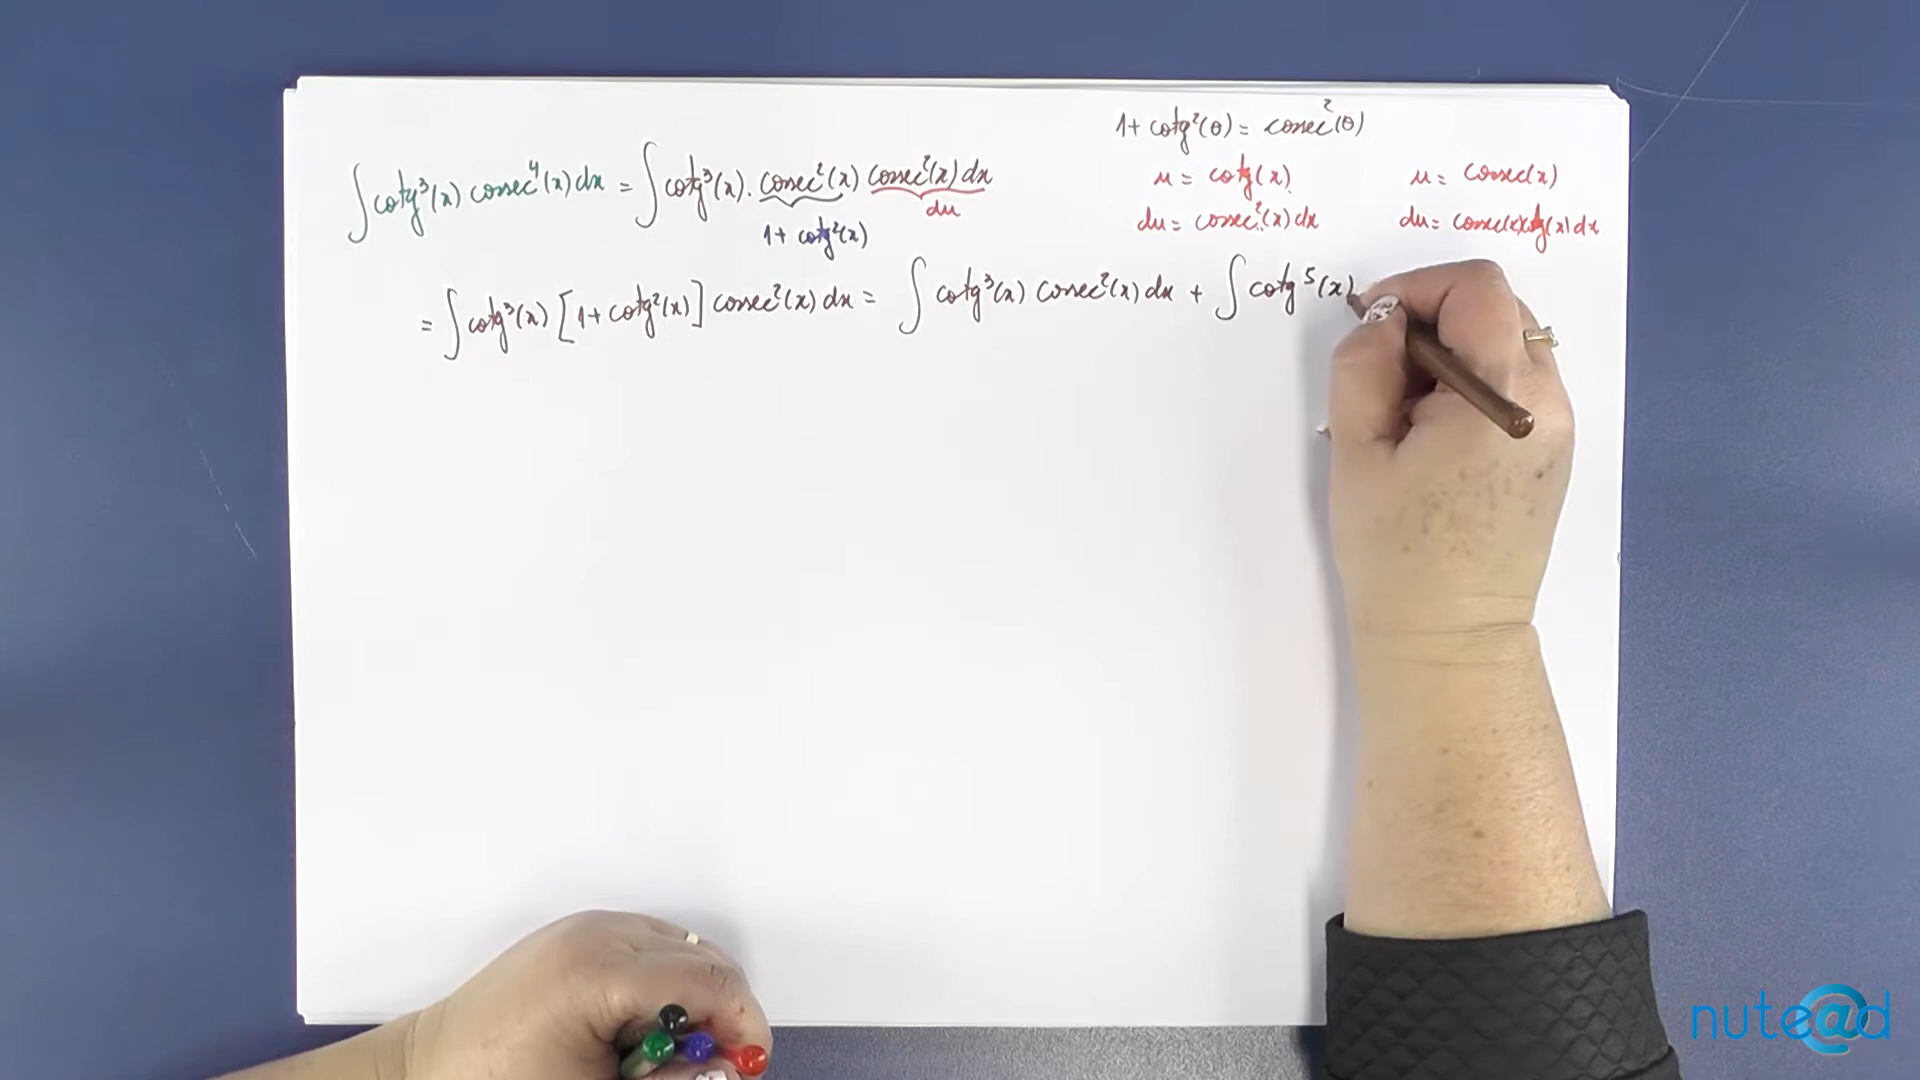 1 + cotg²(θ) = cossec²(θ)
∫cotg³(x) cossec⁴(x) dx = ∫cotg³(x) . cossec²(x) cossec²(x) dx
1 + cotg²(x)
du
u = cotg(x)
du = cossec²(x) dx
u = cossec(x)
du = cossec(x)cotg(x) dx
= ∫cotg³(x) [1 + cotg²(x)] cossec²(x) dx = ∫cotg³(x) cossec²(x) dx + ∫cotg⁵(x)
nute@d